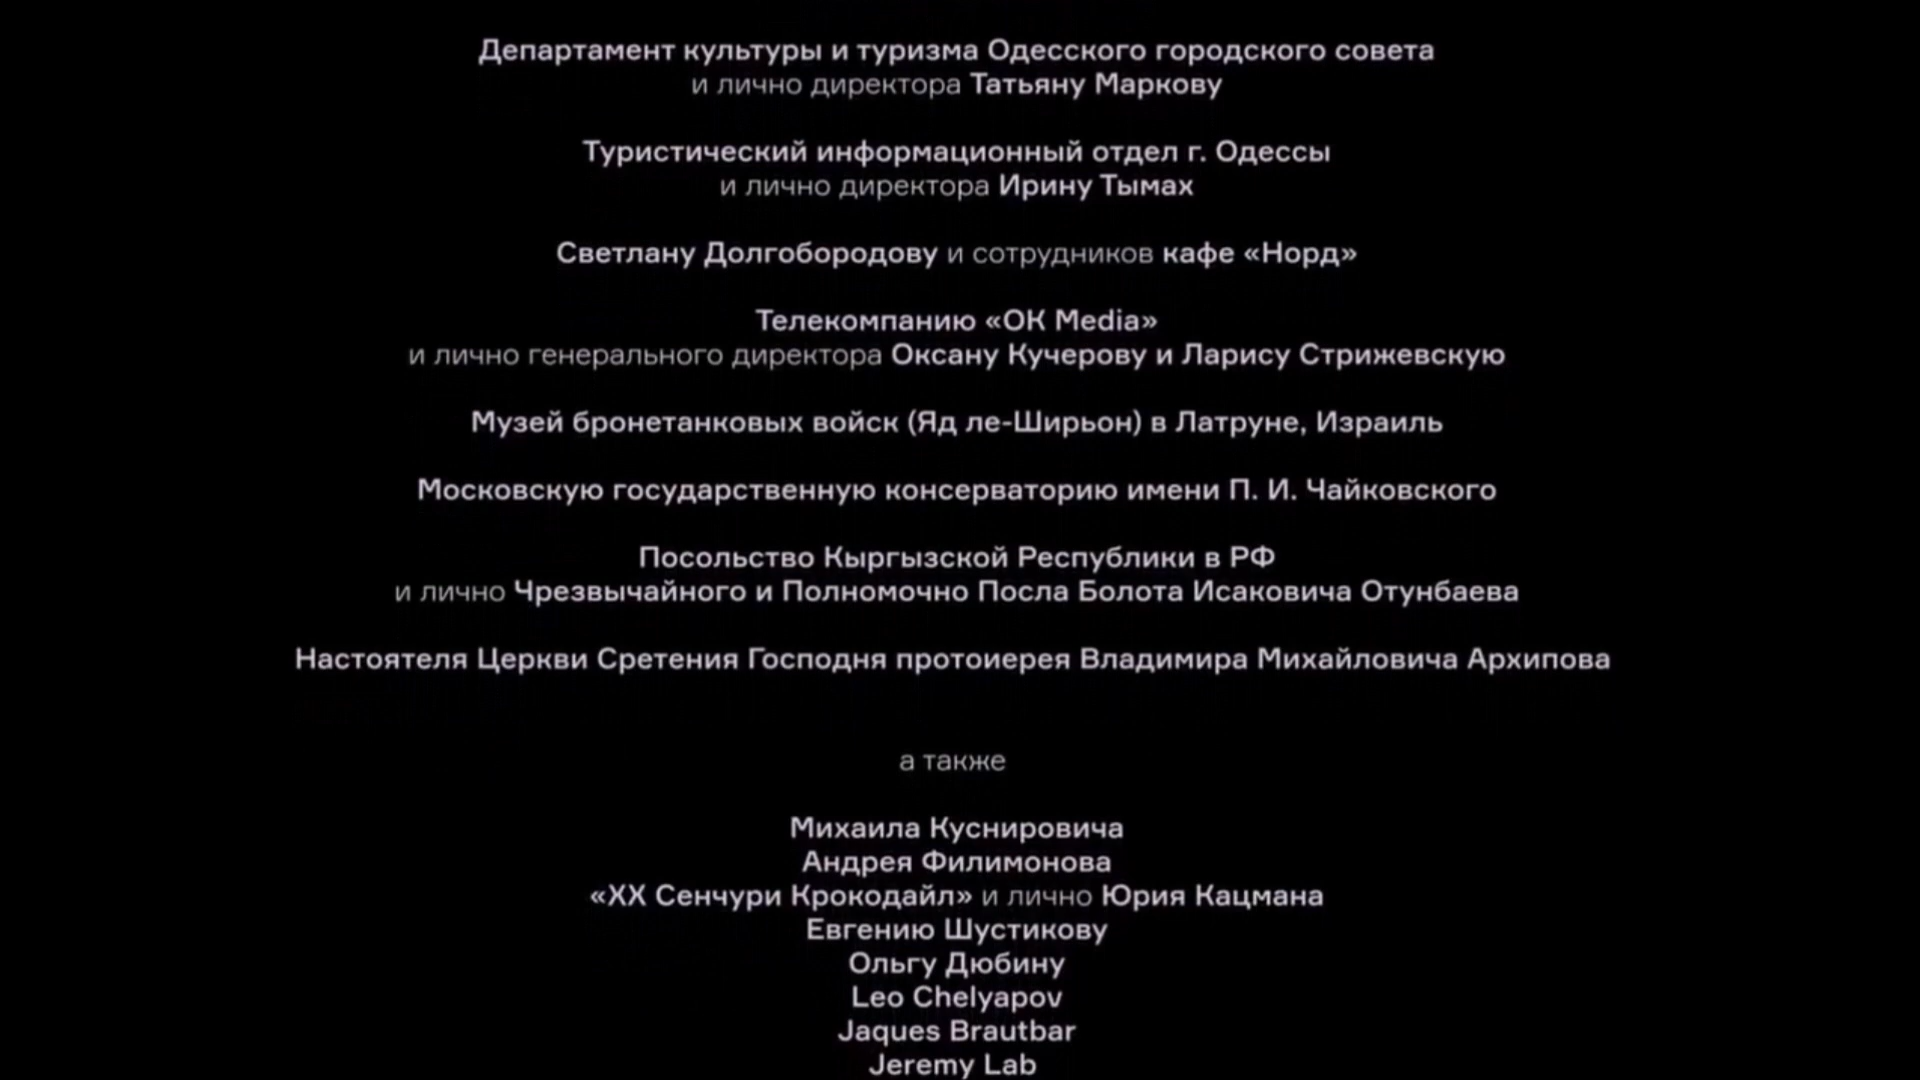 Департамент культуры и туризма Одесского городского совета
и лично директора Татьяну Маркову
Туристический информационный отдел г. Одессы
и лично директора Ирину Тымах
Светлану Долгобородову и сотрудников кафе «Норд»
Телекомпанию «ОК Media»
и лично генерального директора Оксану Кучерову и Ларису Стрижевскую
Музей бронетанковых войск (Яд ле-Ширьон) в Латруне, Израиль
Московскую государственную консерваторию имени П. И. Чайковского
Посольство Кыргызской Республики в РФ
и лично Чрезвычайного и Полномочно Посла Болота Исаковича Отунбаева
Настоятеля Церкви Сретения Господня протоиерея Владимира Михайловича Архипова
а также
Михаила Куснировича
Андрея Филимонова
«ХХ Сенчури Крокодайл» и лично Юрия Кацмана
Евгению Шустикову
Ольгу Дюбину
Leo Chelyapov
Jaques Brautbar
Jeremy Lab